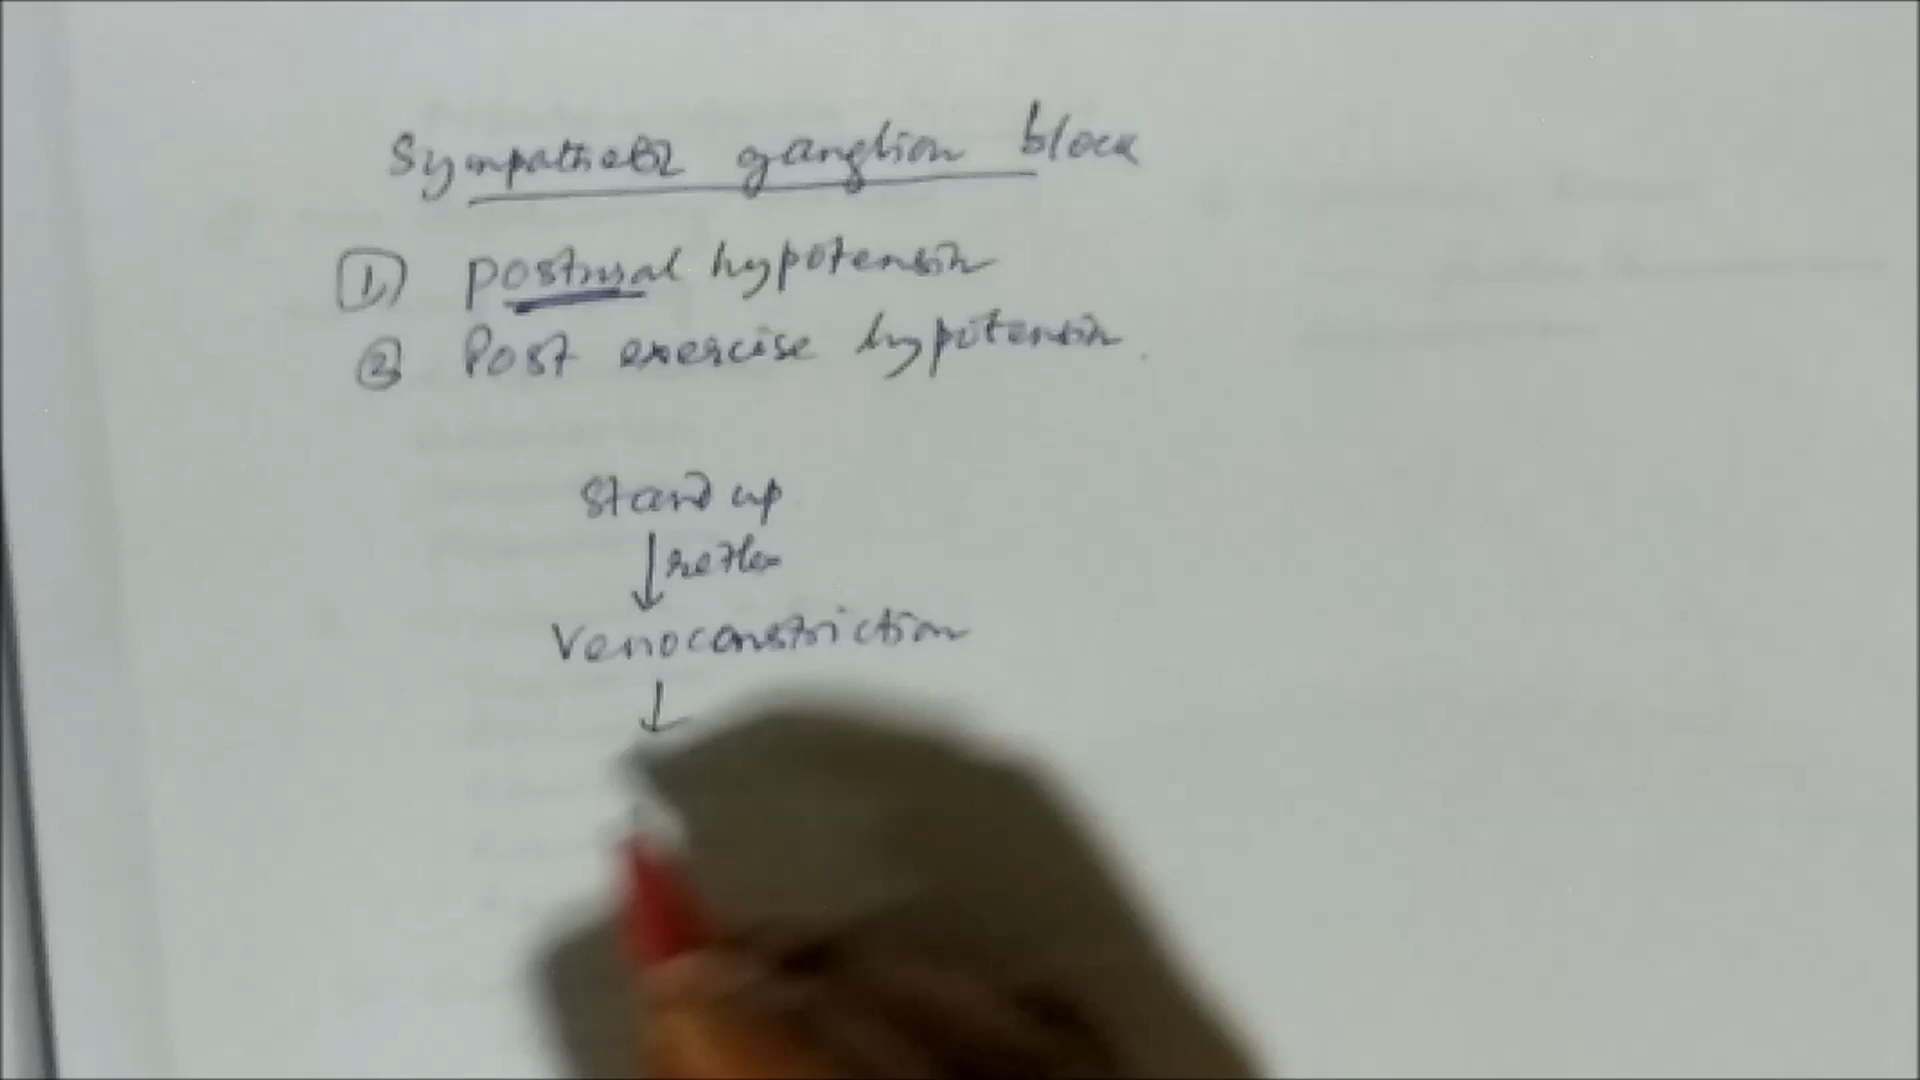 Sympathetic ganglion block
① Postural hypotension
② Post exercise hypotension
Stand up
↓ reflex
Venoconstriction
↓